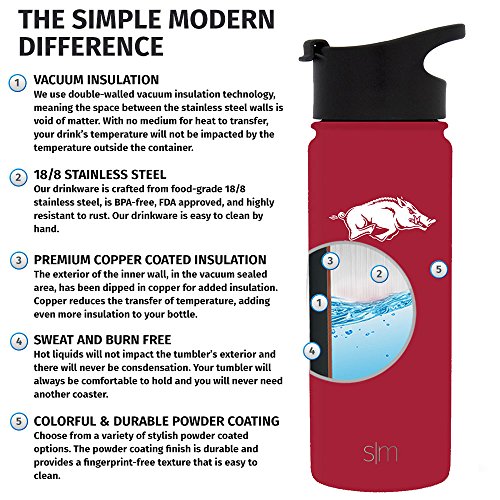 THE SIMPLE MODERN
DIFFERENCE
1 VACUUM INSULATION
We use double-walled vacuum insulation technology,
meaning the space between the stainless steel walls is
void of matter. With no medium for heat to transfer,
your drink's temperature will not be impacted by the
temperature outside the container.
2 18/8 STAINLESS STEEL
Our drinkware is crafted from food-grade 18/8
stainless steel, is BPA-free, FDA approved, and highly
resistant to rust. Our drinkware is easy to clean by
hand.
3 PREMIUM COPPER COATED INSULATION
The exterior of the inner wall, in the vacuum sealed
area, has been dipped in copper for added insulation.
Copper reduces the transfer of temperature, adding
even more insulation to your bottle.
4 SWEAT AND BURN FREE
Hot liquids will not impact the tumbler's exterior and
there will never be consdensation. Your tumbler will
always be comfortable to hold and you will never need
another coaster.
5 COLORFUL & DURABLE POWDER COATING
Choose from a variety of stylish powder coated
options. The powder coating finish is durable and
provides a fingerprint-free texture that is easy to
clean.
3
2
5
1
4
s|m